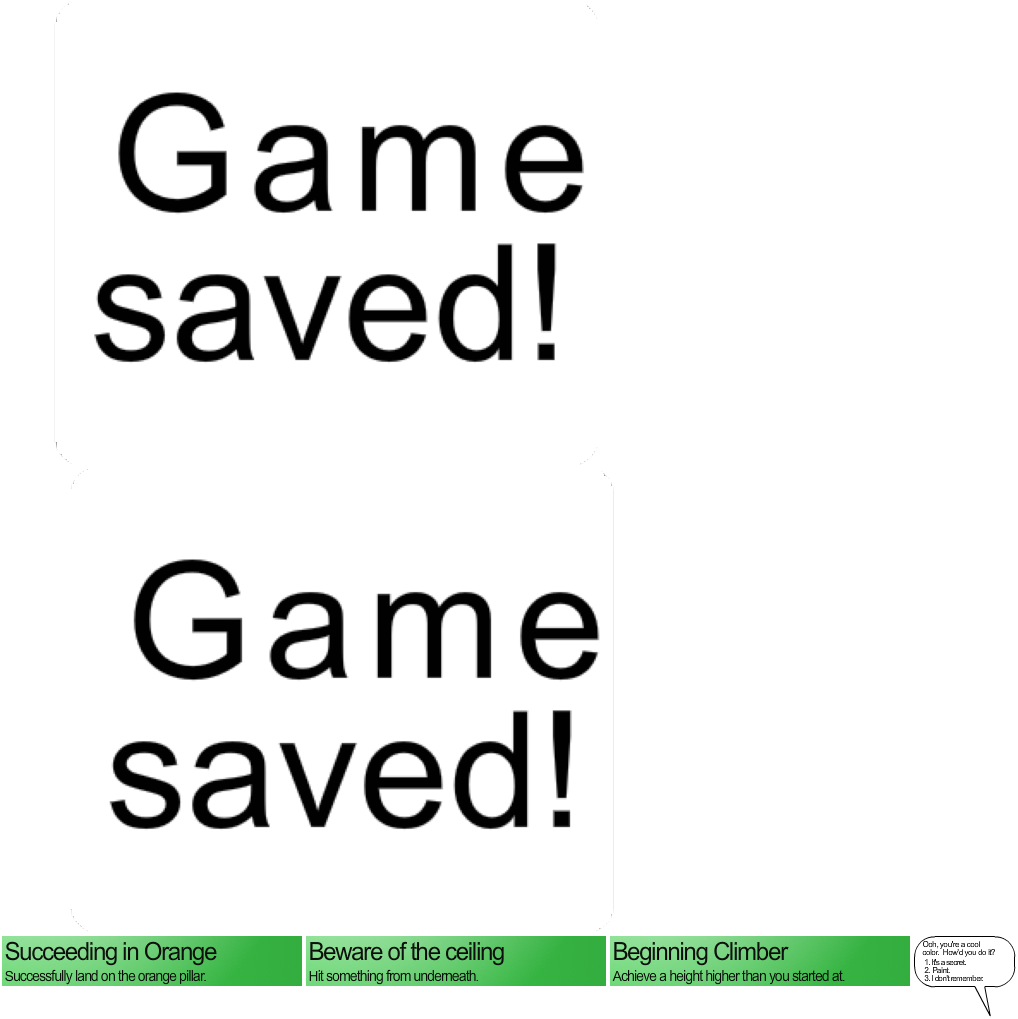 Game
saved!
Game
saved!
Succeeding in Orange
Successfully land on the orange pillar.
Beware of the ceiling
Hit something from underneath.
Beginning Climber
Achieve a height higher than you started at.
Ooh, you're a cool
color. How'd you do it?
1. It's a secret.
2. Paint.
3. I don't remember.